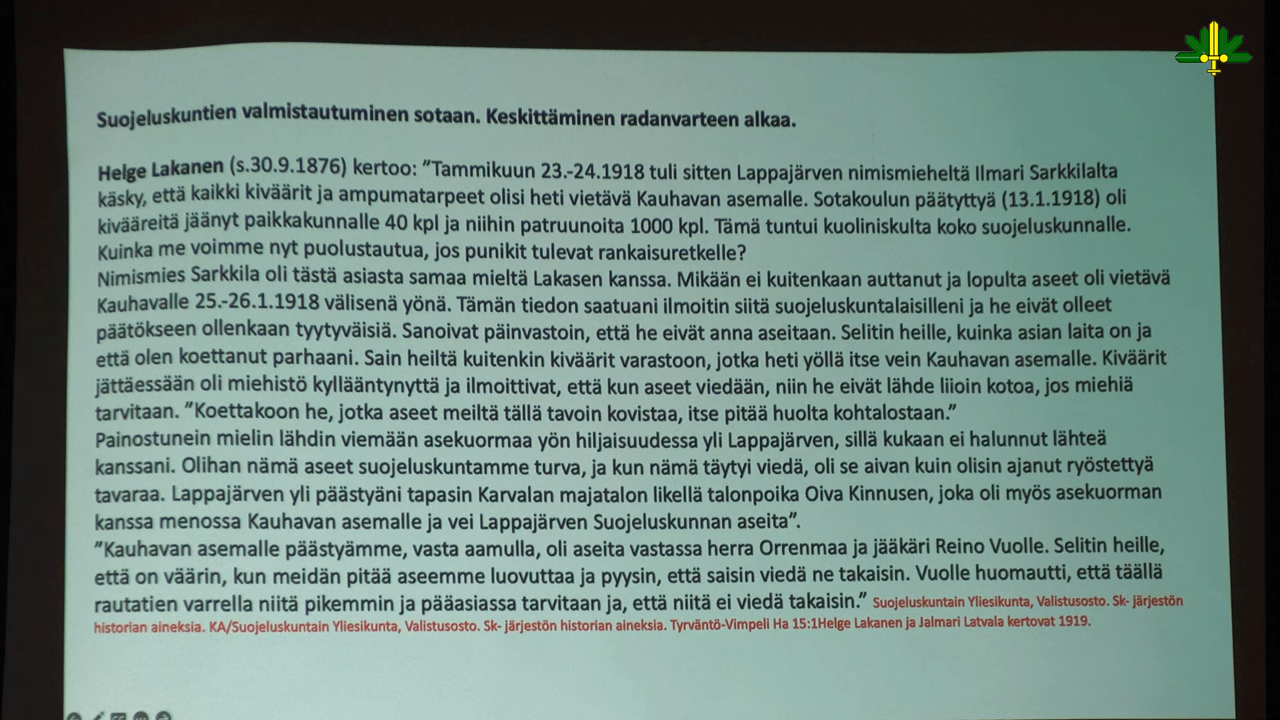 Suojeluskuntien valmistautuminen sotaan. Keskittäminen radanvarteen alkaa.
Helge Lakanen (s.30.9.1876) kertoo: ”Tammikuun 23.-24.1918 tuli sitten Lappajärven nimismieheltä Ilmari Sarkkilalta
käsky, että kaikki kiväärit ja ampumatarpeet olisi heti vietävä Kauhavan asemalle. Sotakoulun päätyttyä (13.1.1918) oli
kivääreitä jäänyt paikkakunnalle 40 kpl ja niihin patruunoita 1000 kpl. Tämä tuntui kuoliniskulta koko suojeluskunnalle.
Kuinka me voimme nyt puolustautua, jos punikit tulevat rankaisuretkelle?
Nimismies Sarkkila oli tästä asiasta samaa mieltä Lakasen kanssa. Mikään ei kuitenkaan auttanut ja lopulta aseet oli vietävä
Kauhavalle 25.-26.1.1918 välisenä yönä. Tämän tiedon saatuani ilmoitin siitä suojeluskuntalaisilleni ja he eivät olleet
päätökseen ollenkaan tyytyväisiä. Sanoivat päinvastoin, että he eivät anna aseitaan. Selitin heille, kuinka asian laita on ja
että olen koettanut parhaani. Sain heiltä kuitenkin kiväärit varastoon, jotka heti yöllä itse vein Kauhavan asemalle. Kiväärit
jättäessään oli miehistö kyllääntynyttä ja ilmoittivat, että kun aseet viedään, niin he eivät lähde liioin kotoa, jos miehiä
tarvitaan. ”Koettakoon he, jotka aseet meiltä tällä tavoin kovistaa, itse pitää huolta kohtalostaan.”
Painostunein mielin lähdin viemään asekuormaa yön hiljaisuudessa yli Lappajärven, sillä kukaan ei halunnut lähteä
kanssani. Olihan nämä aseet suojeluskuntamme turva, ja kun nämä täytyi viedä, oli se aivan kuin olisin ajanut ryöstettyä
tavaraa. Lappajärven yli päästyäni tapasin Karvalan majatalon likellä talonpoika Oiva Kinnusen, joka oli myös asekuorman
kanssa menossa Kauhavan asemalle ja vei Lappajärven Suojeluskunnan aseita”.
”Kauhavan asemalle päästyämme, vasta aamulla, oli aseita vastassa herra Orrenmaa ja jääkäri Reino Vuolle. Selitin heille,
että on väärin, kun meidän pitää aseemme luovuttaa ja pyysin, että saisin viedä ne takaisin. Vuolle huomautti, että täällä
rautatien varrella niitä pikemmin ja pääasiassa tarvitaan ja, että niitä ei viedä takaisin.” Suojeluskuntain Yliesikunta, Valistusosto. Sk- järjestön
historian aineksia. KA/Suojeluskuntain Yliesikunta, Valistusosto. Sk- järjestön historian aineksia. Tyrväntö-Vimpeli Ha 15:1Helge Lakanen ja Jalmari Latvala kertovat 1919.